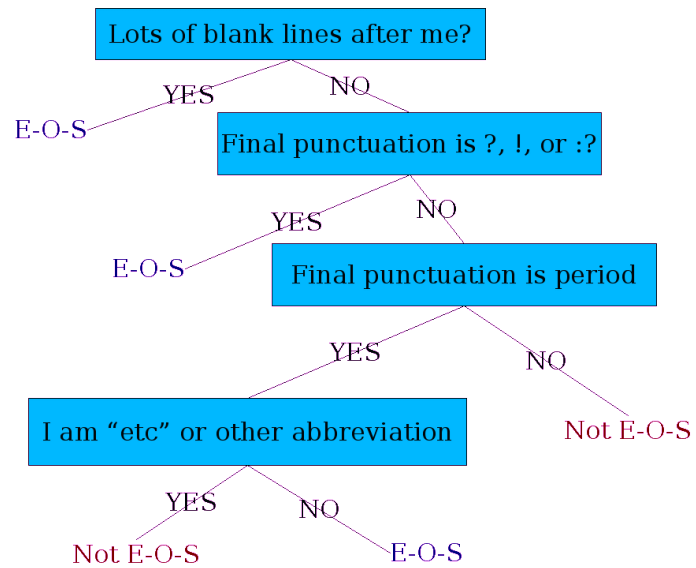 Lots of blank lines after me?
YES
NO
E-O-S
Final punctuation is ?, !, or :?
YES
NO
E-O-S
Final punctuation is period
YES
NO
I am “etc” or other abbreviation
Not E-O-S
YES
NO
Not E-O-S
E-O-S